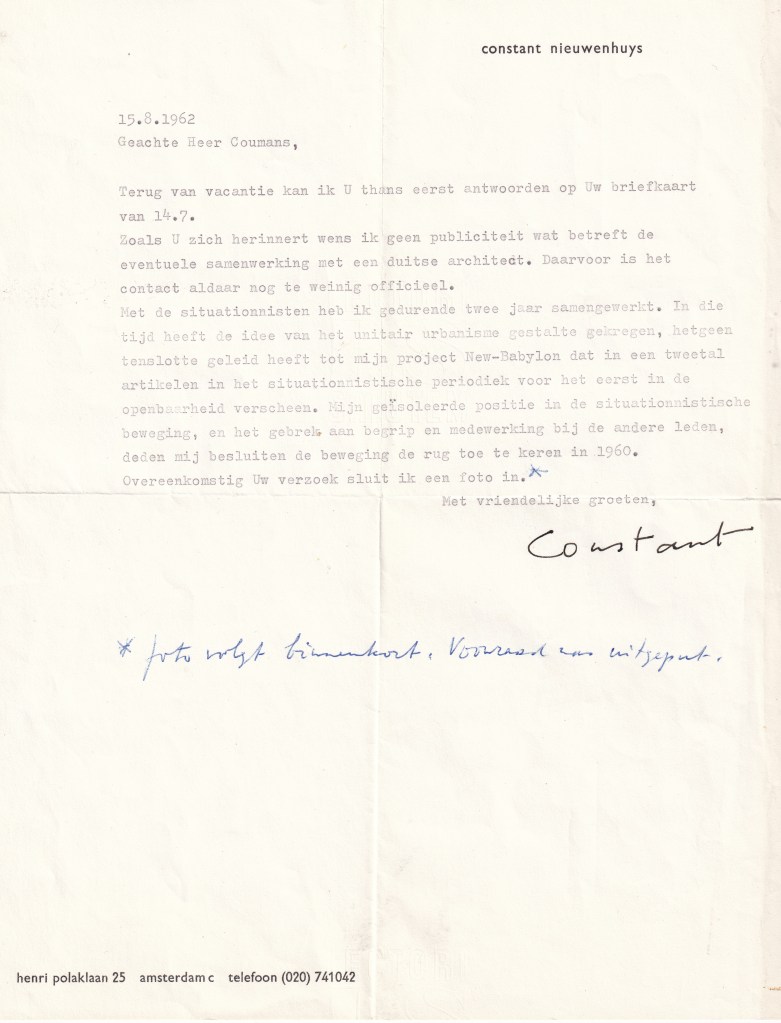 constant nieuwenhuys
15.8.1962
Geachte Heer Coumans,
Terug van vacantie kan ik U thans eerst antwoorden op Uw briefkaart
van 14.7.
Zoals U zich herinnert wens ik geen publiciteit wat betreft de
eventuele samenwerking met een duitse architect. Daarvoor is het
contact aldaar nog te weinig officieel.
Met de situationnisten heb ik gedurende twee jaar samengewerkt. In die
tijd heeft de idee van het unitair urbanisme gestalte gekregen, hetgeen
tenslotte geleid heeft tot mijn project New-Babylon dat in een tweetal
artikelen in het situationnistische periodiek voor het eerst in de
openbaarheid verscheen. Mijn geïsoleerde positie in de situationnistische
beweging, en het gebrek aan begrip en medewerking bij de andere leden,
deden mij besluiten de beweging de rug toe te keren in 1960.
Overeenkomstig Uw verzoek sluit ik een foto in.*
Met vriendelijke groeten,
Constant
* foto volgt binnenkort. Voorraad was uitgeput.
henri polaklaan 25 amsterdam c telefoon (020) 741042